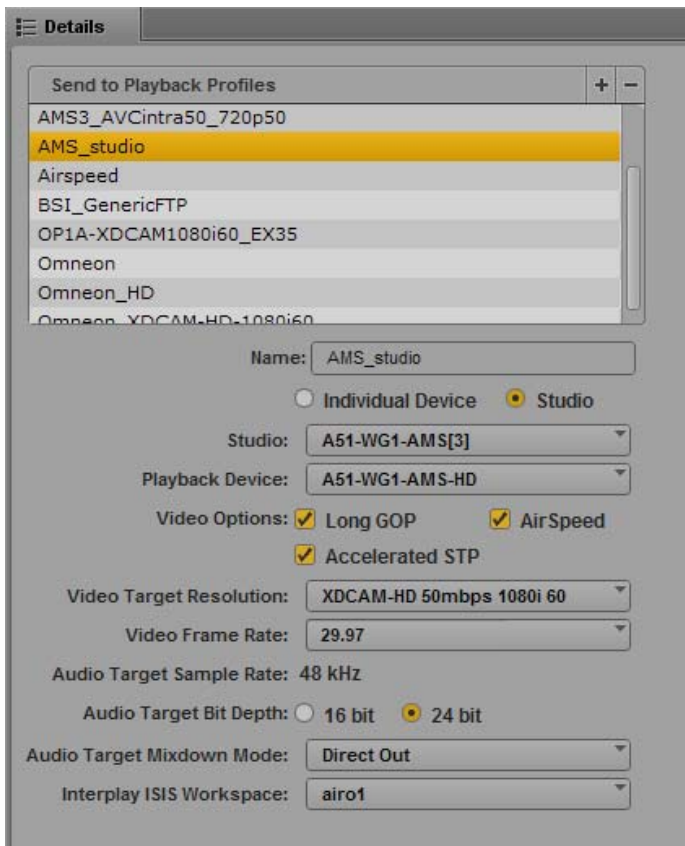 Details
Send to Playback Profiles + −
AMS3_AVCintra50_720p50
AMS_studio
Airspeed
BSI_GenericFTP
OP1A-XDCAM1080i60_EX35
Omneon
Omneon_HD
Omneon_XDCAM-HD-1080i60
Name: AMS_studio
Individual Device Studio
Studio: A51-WG1-AMS[3]
Playback Device: A51-WG1-AMS-HD
Video Options: Long GOP AirSpeed
Accelerated STP
Video Target Resolution: XDCAM-HD 50mbps 1080i 60
Video Frame Rate: 29.97
Audio Target Sample Rate: 48 kHz
Audio Target Bit Depth: 16 bit 24 bit
Audio Target Mixdown Mode: Direct Out
Interplay ISIS Workspace: airo1